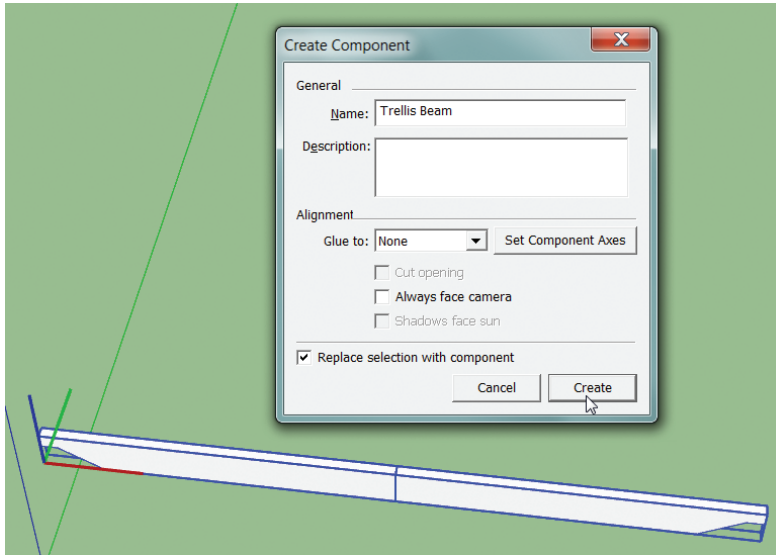 Create Component
General
Name: Trellis Beam
Description:
Alignment
Glue to: None Set Component Axes
Cut opening
Always face camera
Shadows face sun
Replace selection with component
Cancel Create